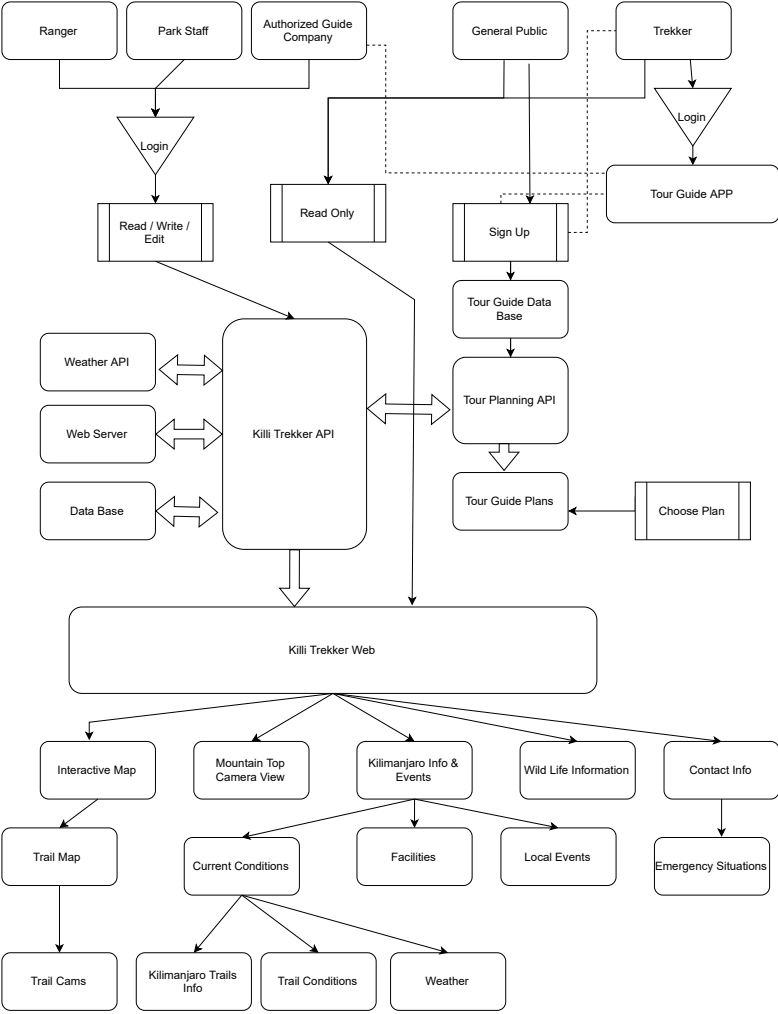 Ranger
Park Staff
Authorized Guide
Company
General Public
Trekker
Login
Login
Tour Guide APP
Read / Write /
Edit
Read Only
Sign Up
Tour Guide Data
Base
Weather API
Web Server
Data Base
Killi Trekker API
Tour Planning API
Tour Guide Plans
Choose Plan
Killi Trekker Web
Interactive Map
Mountain Top
Camera View
Kilimanjaro Info &
Events
Wild Life Information
Contact Info
Trail Map
Current Conditions
Facilities
Local Events
Emergency Situations
Trail Cams
Kilimanjaro Trails
Info
Trail Conditions
Weather